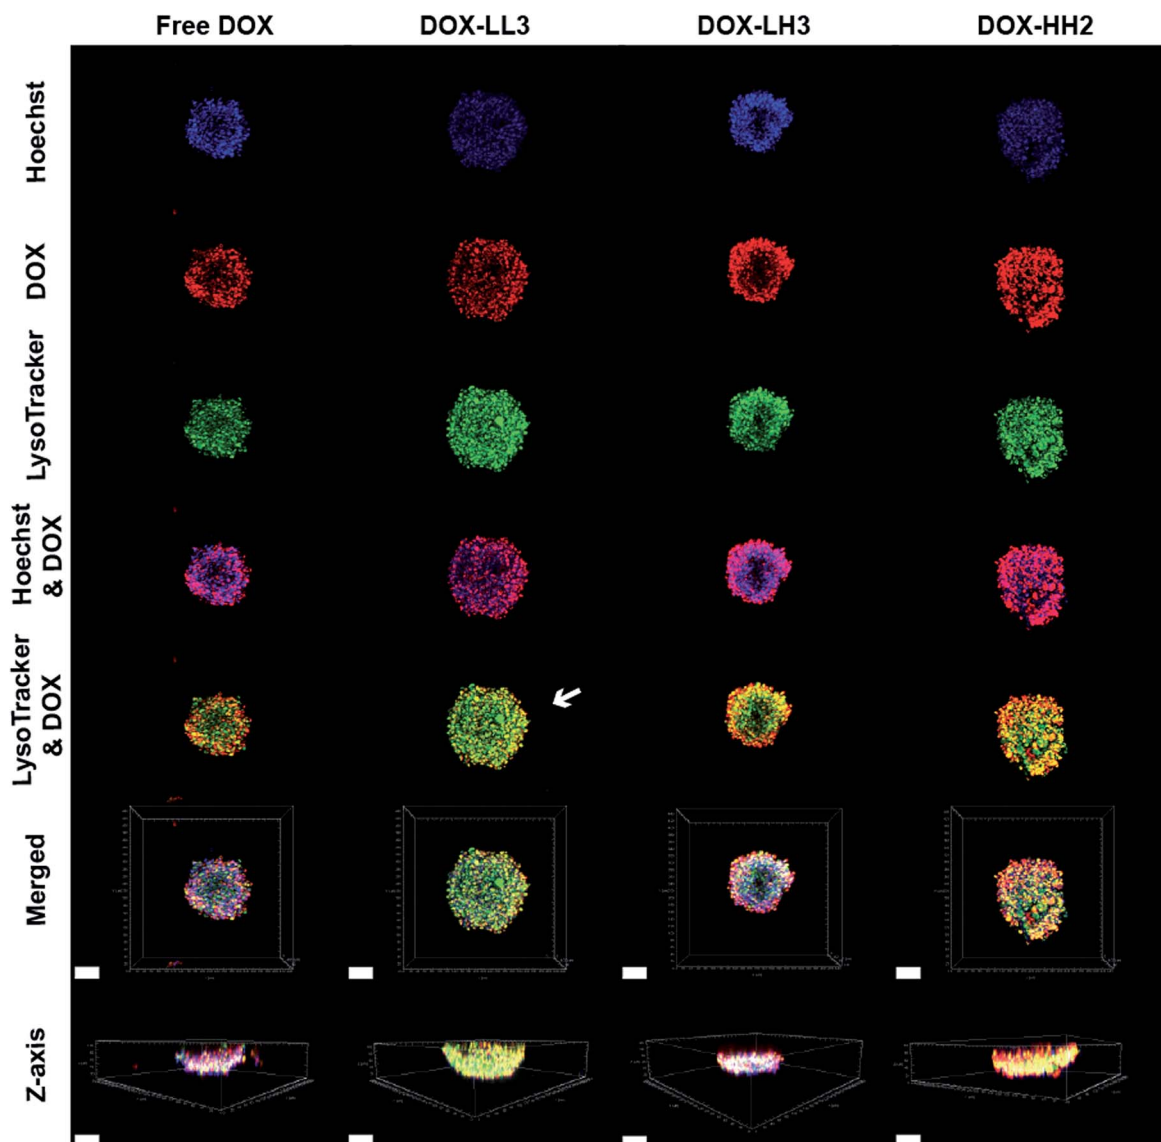 Free DOX
DOX-LL3
DOX-LH3
DOX-HH2
Hoechst
DOX
LysoTracker
Hoechst
& DOX
LysoTracker
& DOX
Merged
Z-axis